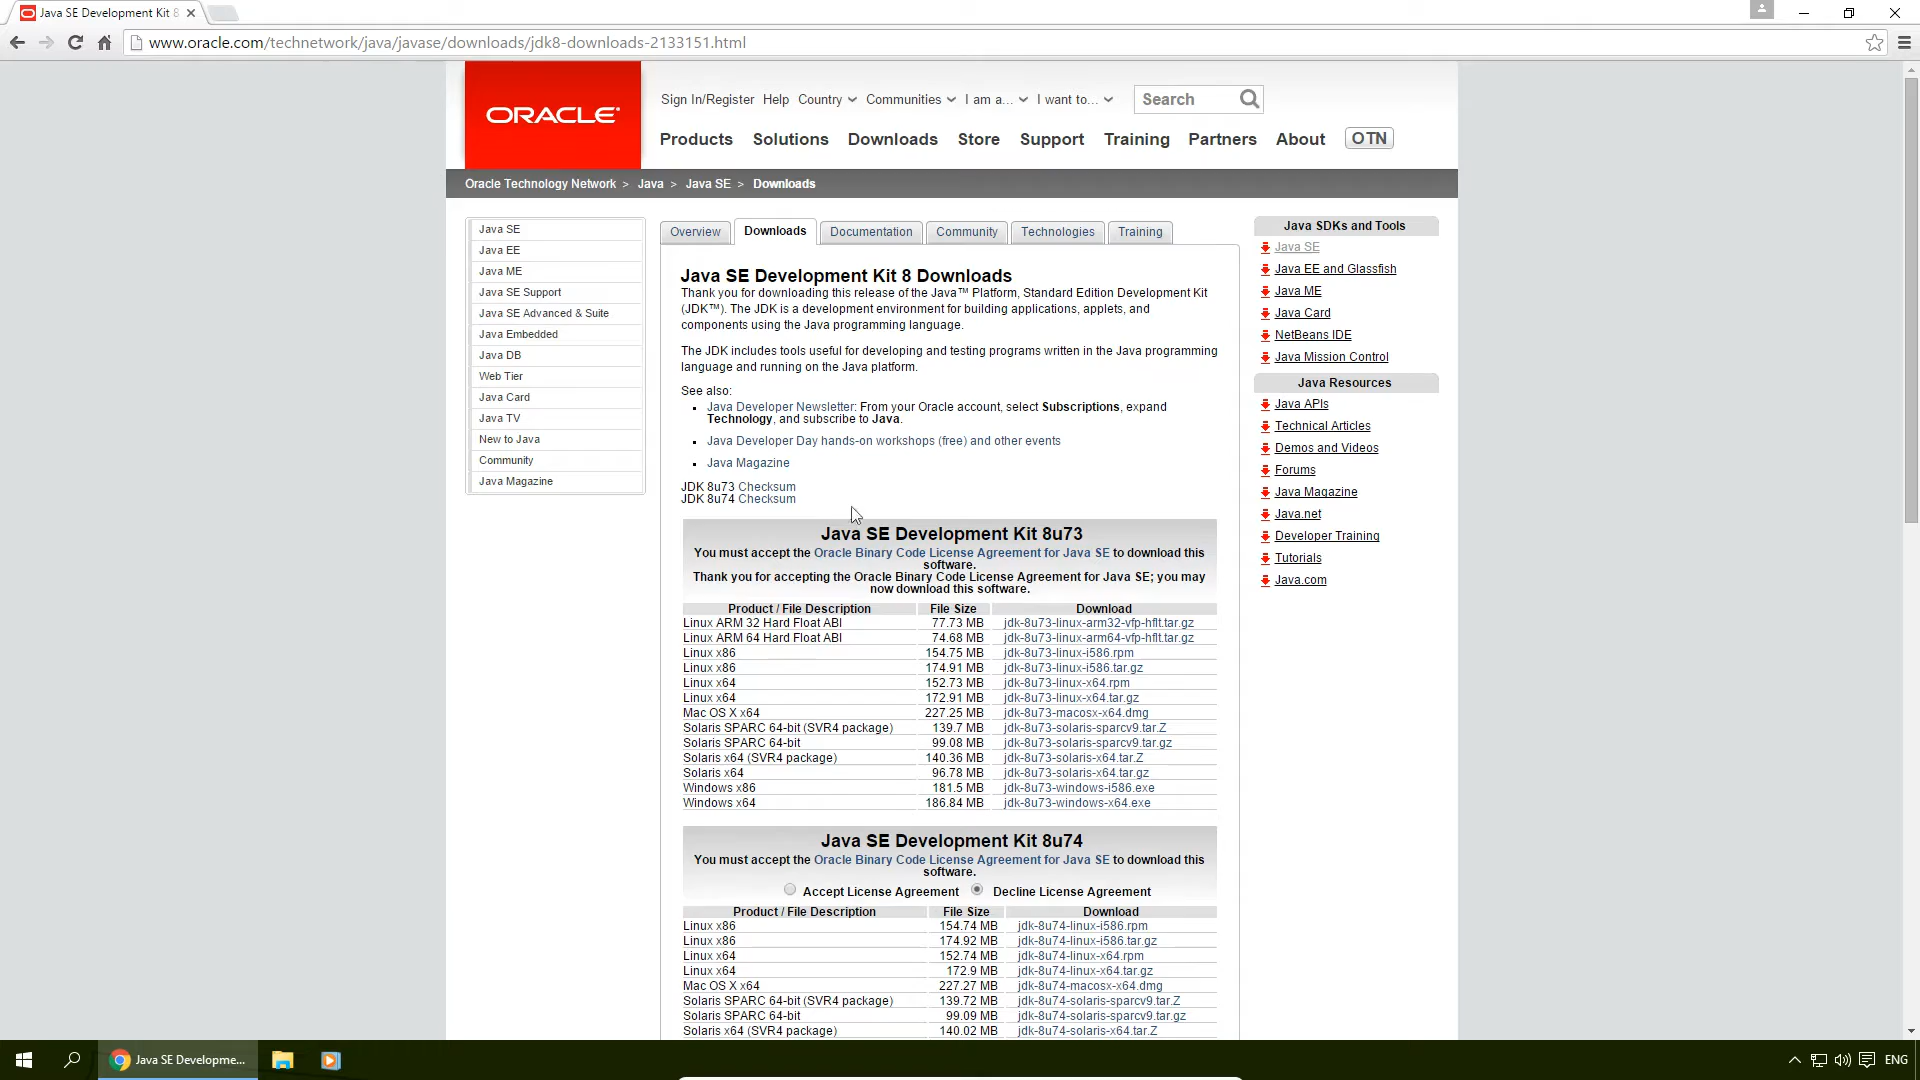 Java SE Development Kit 8
www.oracle.com/technetwork/java/javase/downloads/jdk8-downloads-2133151.html
ORACLE
Sign In/Register Help Country Communities I am a... I want to... Search
Products Solutions Downloads Store Support Training Partners About OTN
Oracle Technology Network > Java > Java SE > Downloads
Java SE
Java EE
Java ME
Java SE Support
Java SE Advanced & Suite
Java Embedded
Java DB
Web Tier
Java Card
Java TV
New to Java
Community
Java Magazine
Overview Downloads Documentation Community Technologies Training
Java SE Development Kit 8 Downloads
Thank you for downloading this release of the Java™ Platform, Standard Edition Development Kit
(JDK™). The JDK is a development environment for building applications, applets, and
components using the Java programming language.
The JDK includes tools useful for developing and testing programs written in the Java programming
language and running on the Java platform.
See also:
Java Developer Newsletter: From your Oracle account, select Subscriptions, expand
Technology, and subscribe to Java.
Java Developer Day hands-on workshops (free) and other events
Java Magazine
JDK 8u73 Checksum
JDK 8u74 Checksum
Java SE Development Kit 8u73
You must accept the Oracle Binary Code License Agreement for Java SE to download this
software.
Thank you for accepting the Oracle Binary Code License Agreement for Java SE; you may
now download this software.
Product / File Description File Size Download
Linux ARM 32 Hard Float ABI 77.73 MB jdk-8u73-linux-arm32-vfp-hflt.tar.gz
Linux ARM 64 Hard Float ABI 74.68 MB jdk-8u73-linux-arm64-vfp-hflt.tar.gz
Linux x86 154.75 MB jdk-8u73-linux-i586.rpm
Linux x86 174.91 MB jdk-8u73-linux-i586.tar.gz
Linux x64 152.73 MB jdk-8u73-linux-x64.rpm
Linux x64 172.91 MB jdk-8u73-linux-x64.tar.gz
Mac OS X x64 227.25 MB jdk-8u73-macosx-x64.dmg
Solaris SPARC 64-bit (SVR4 package) 139.7 MB jdk-8u73-solaris-sparcv9.tar.Z
Solaris SPARC 64-bit 99.08 MB jdk-8u73-solaris-sparcv9.tar.gz
Solaris x64 (SVR4 package) 140.36 MB jdk-8u73-solaris-x64.tar.Z
Solaris x64 96.78 MB jdk-8u73-solaris-x64.tar.gz
Windows x86 181.5 MB jdk-8u73-windows-i586.exe
Windows x64 186.84 MB jdk-8u73-windows-x64.exe
Java SE Development Kit 8u74
You must accept the Oracle Binary Code License Agreement for Java SE to download this
software.
Accept License Agreement Decline License Agreement
Product / File Description File Size Download
Linux x86 154.74 MB jdk-8u74-linux-i586.rpm
Linux x86 174.92 MB jdk-8u74-linux-i586.tar.gz
Linux x64 152.74 MB jdk-8u74-linux-x64.rpm
Linux x64 172.9 MB jdk-8u74-linux-x64.tar.gz
Mac OS X x64 227.27 MB jdk-8u74-macosx-x64.dmg
Solaris SPARC 64-bit (SVR4 package) 139.72 MB jdk-8u74-solaris-sparcv9.tar.Z
Solaris SPARC 64-bit 99.09 MB jdk-8u74-solaris-sparcv9.tar.gz
Solaris x64 (SVR4 package) 140.02 MB jdk-8u74-solaris-x64.tar.Z
Java SDKs and Tools
Java SE
Java EE and Glassfish
Java ME
Java Card
NetBeans IDE
Java Mission Control
Java Resources
Java APIs
Technical Articles
Demos and Videos
Forums
Java Magazine
Java.net
Developer Training
Tutorials
Java.com
Java SE Developme... ENG